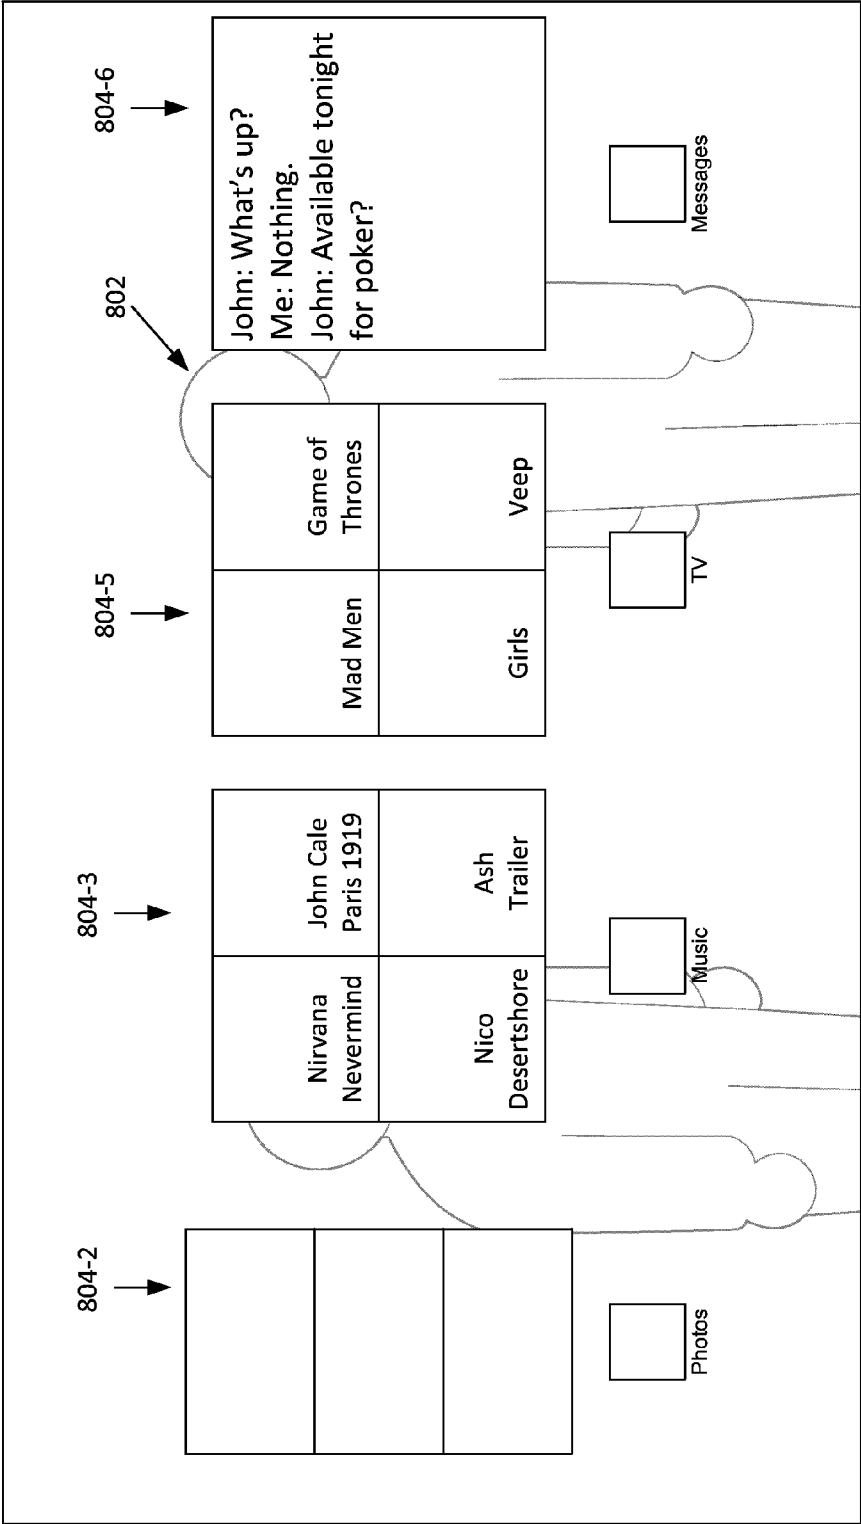 804-2
804-3
804-5
802
804-6
Nirvana
Nevermind
John Cale
Paris 1919
Nico
Desertshore
Ash
Trailer
Mad Men
Game of
Thrones
Girls
Veep
John: What's up?
Me: Nothing.
John: Available tonight
for poker?
Photos
Music
TV
Messages